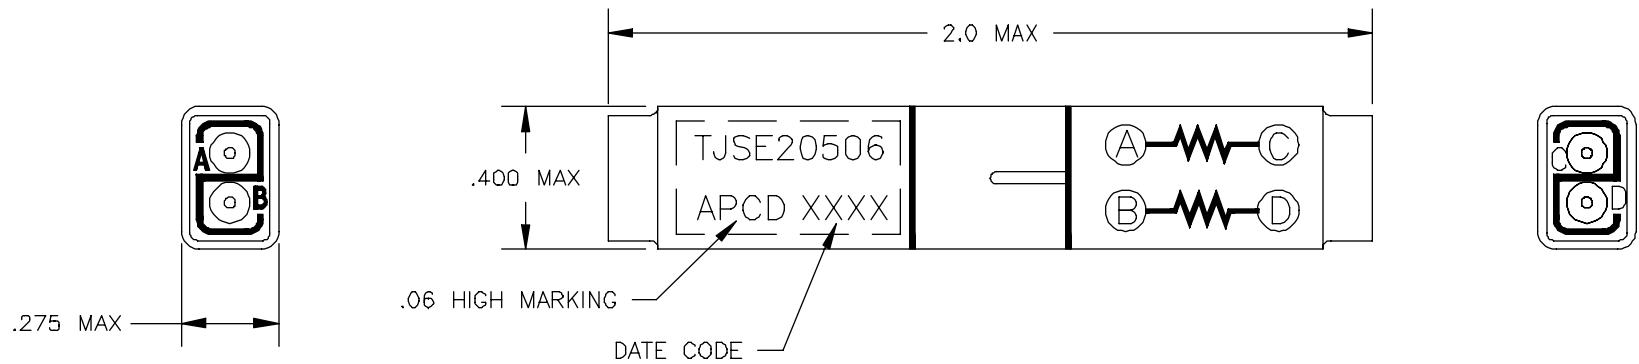 2.0 MAX
A
B
.400 MAX
TJSE20506
APCD XXXX
A
C
B
D
C
D
.06 HIGH MARKING
.275 MAX
DATE CODE